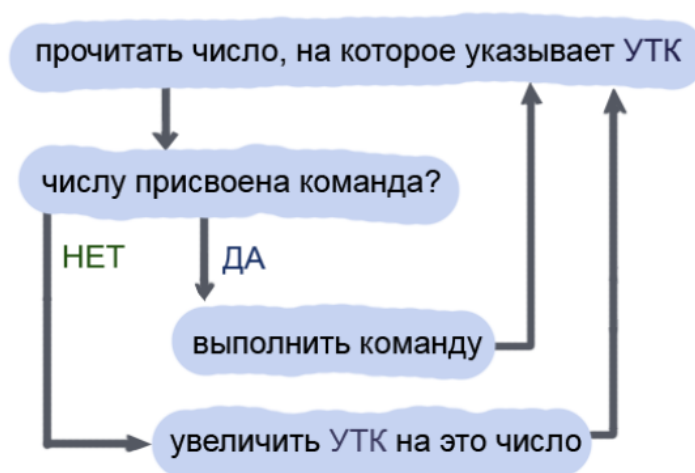 прочитать число, на которое указывает УТК
числу присвоена команда?
НЕТ
ДА
выполнить команду
увеличить УТК на это число